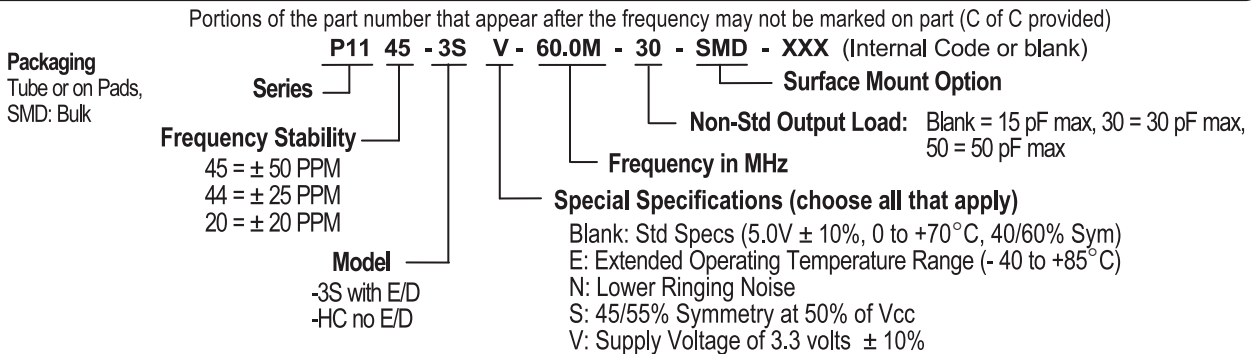 Portions of the part number that appear after the frequency may not be marked on part (C of C provided)
Packaging
Tube or on Pads,
SMD: Bulk
P11 45 - 3S V - 60.0M - 30 - SMD - XXX (Internal Code or blank)
Series
Surface Mount Option
Frequency Stability
45 = ± 50 PPM
44 = ± 25 PPM
20 = ± 20 PPM
Non-Std Output Load: Blank = 15 pF max, 30 = 30 pF max,
50 = 50 pF max
Frequency in MHz
Model
-3S with E/D
-HC no E/D
Special Specifications (choose all that apply)
Blank: Std Specs (5.0V ± 10%, 0 to +70°C, 40/60% Sym)
E: Extended Operating Temperature Range (- 40 to +85°C)
N: Lower Ringing Noise
S: 45/55% Symmetry at 50% of Vcc
V: Supply Voltage of 3.3 volts ± 10%